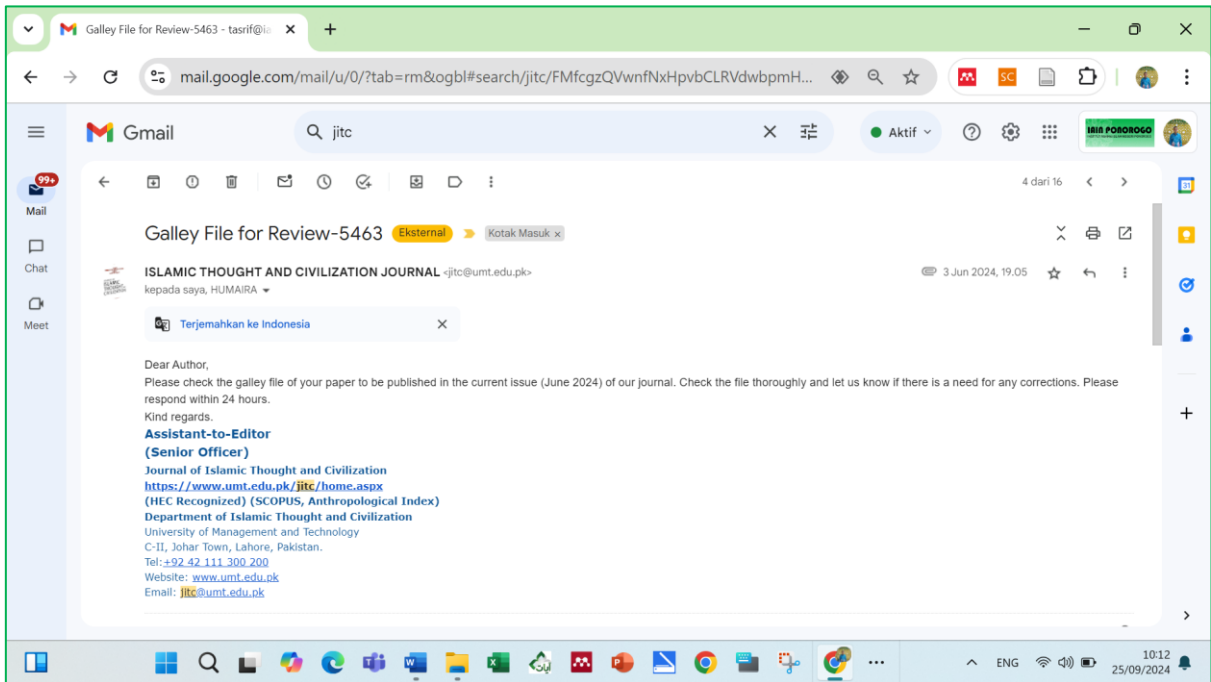 Galley File for Review-5463 - tasrif@ia
mail.google.com/mail/u/0/?tab=rm&ogbl#search/jitc/FMfcgzQVwnfNxHpvbCLRVdwbpmH...
SC
Gmail
jitc
Aktif
IAIN PONOROGO
99+
Mail
Chat
Meet
4 dari 16
31
Galley File for Review-5463 Eksternal Kotak Masuk x
ISLAMIC THOUGHT AND CIVILIZATION JOURNAL <jitc@umt.edu.pk>
3 Jun 2024, 19.05
kepada saya, HUMAIRA
Terjemahkan ke Indonesia
Dear Author,
Please check the galley file of your paper to be published in the current issue (June 2024) of our journal. Check the file thoroughly and let us know if there is a need for any corrections. Please
respond within 24 hours.
Kind regards.
Assistant-to-Editor
(Senior Officer)
Journal of Islamic Thought and Civilization
https://www.umt.edu.pk/jitc/home.aspx
(HEC Recognized) (SCOPUS, Anthropological Index)
Department of Islamic Thought and Civilization
University of Management and Technology
C-II, Johar Town, Lahore, Pakistan.
Tel:+92 42 111 300 200
Website: www.umt.edu.pk
Email: jitc@umt.edu.pk
ENG
10:12
25/09/2024